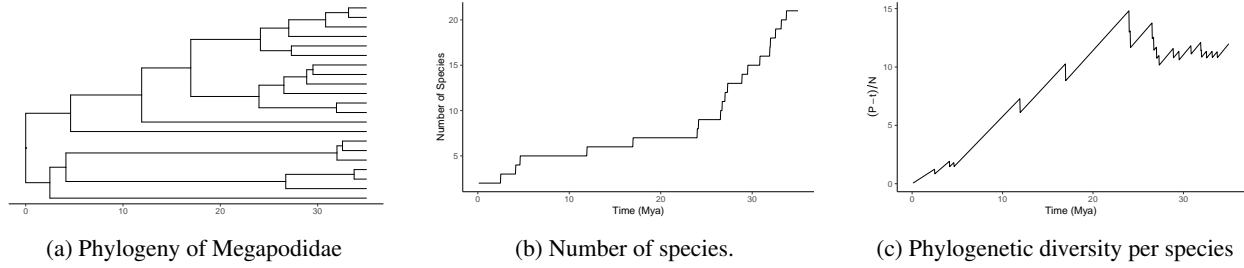 0
10
20
30
5
10
15
20
0
10
20
30
Time (Mya)
Number of Species
0
5
10
15
0
10
20
30
Time (Mya)
(P−t)/N
(a) Phylogeny of Megapodidae
(b) Number of species.
(c) Phylogenetic diversity per species